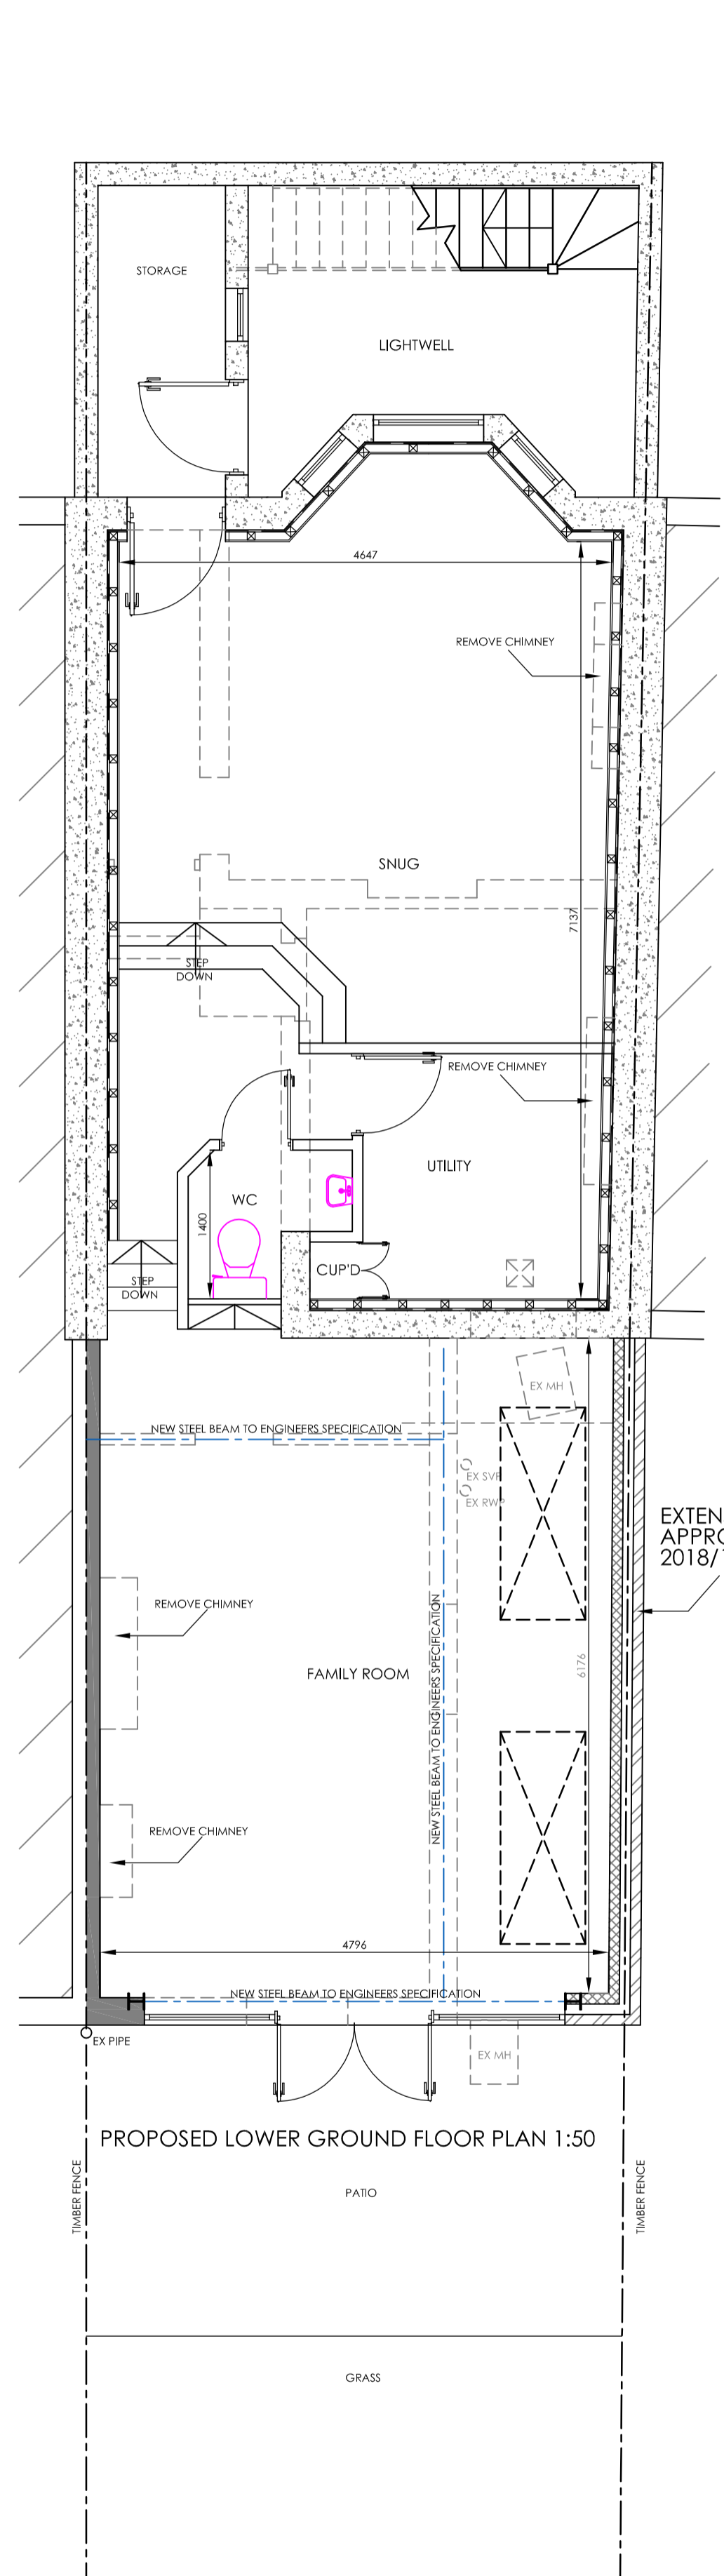 STORAGE
LIGHTWELL
4647
REMOVE CHIMNEY
SNUG
7137
STEP
DOWN
REMOVE CHIMNEY
UTILITY
WC
1400
CUP'D
STEP
DOWN
EX MH
NEW STEEL BEAM TO ENGINEERS SPECIFICATION
EX SVP
EX RWP
EXTEN
APPRO
2018/
REMOVE CHIMNEY
NEW STEEL BEAM TO ENGINEERS SPECIFICATION
6176
FAMILY ROOM
REMOVE CHIMNEY
4796
NEW STEEL BEAM TO ENGINEERS SPECIFICATION
EX PIPE
EX MH
PROPOSED LOWER GROUND FLOOR PLAN 1:50
TIMBER FENCE
PATIO
TIMBER FENCE
GRASS